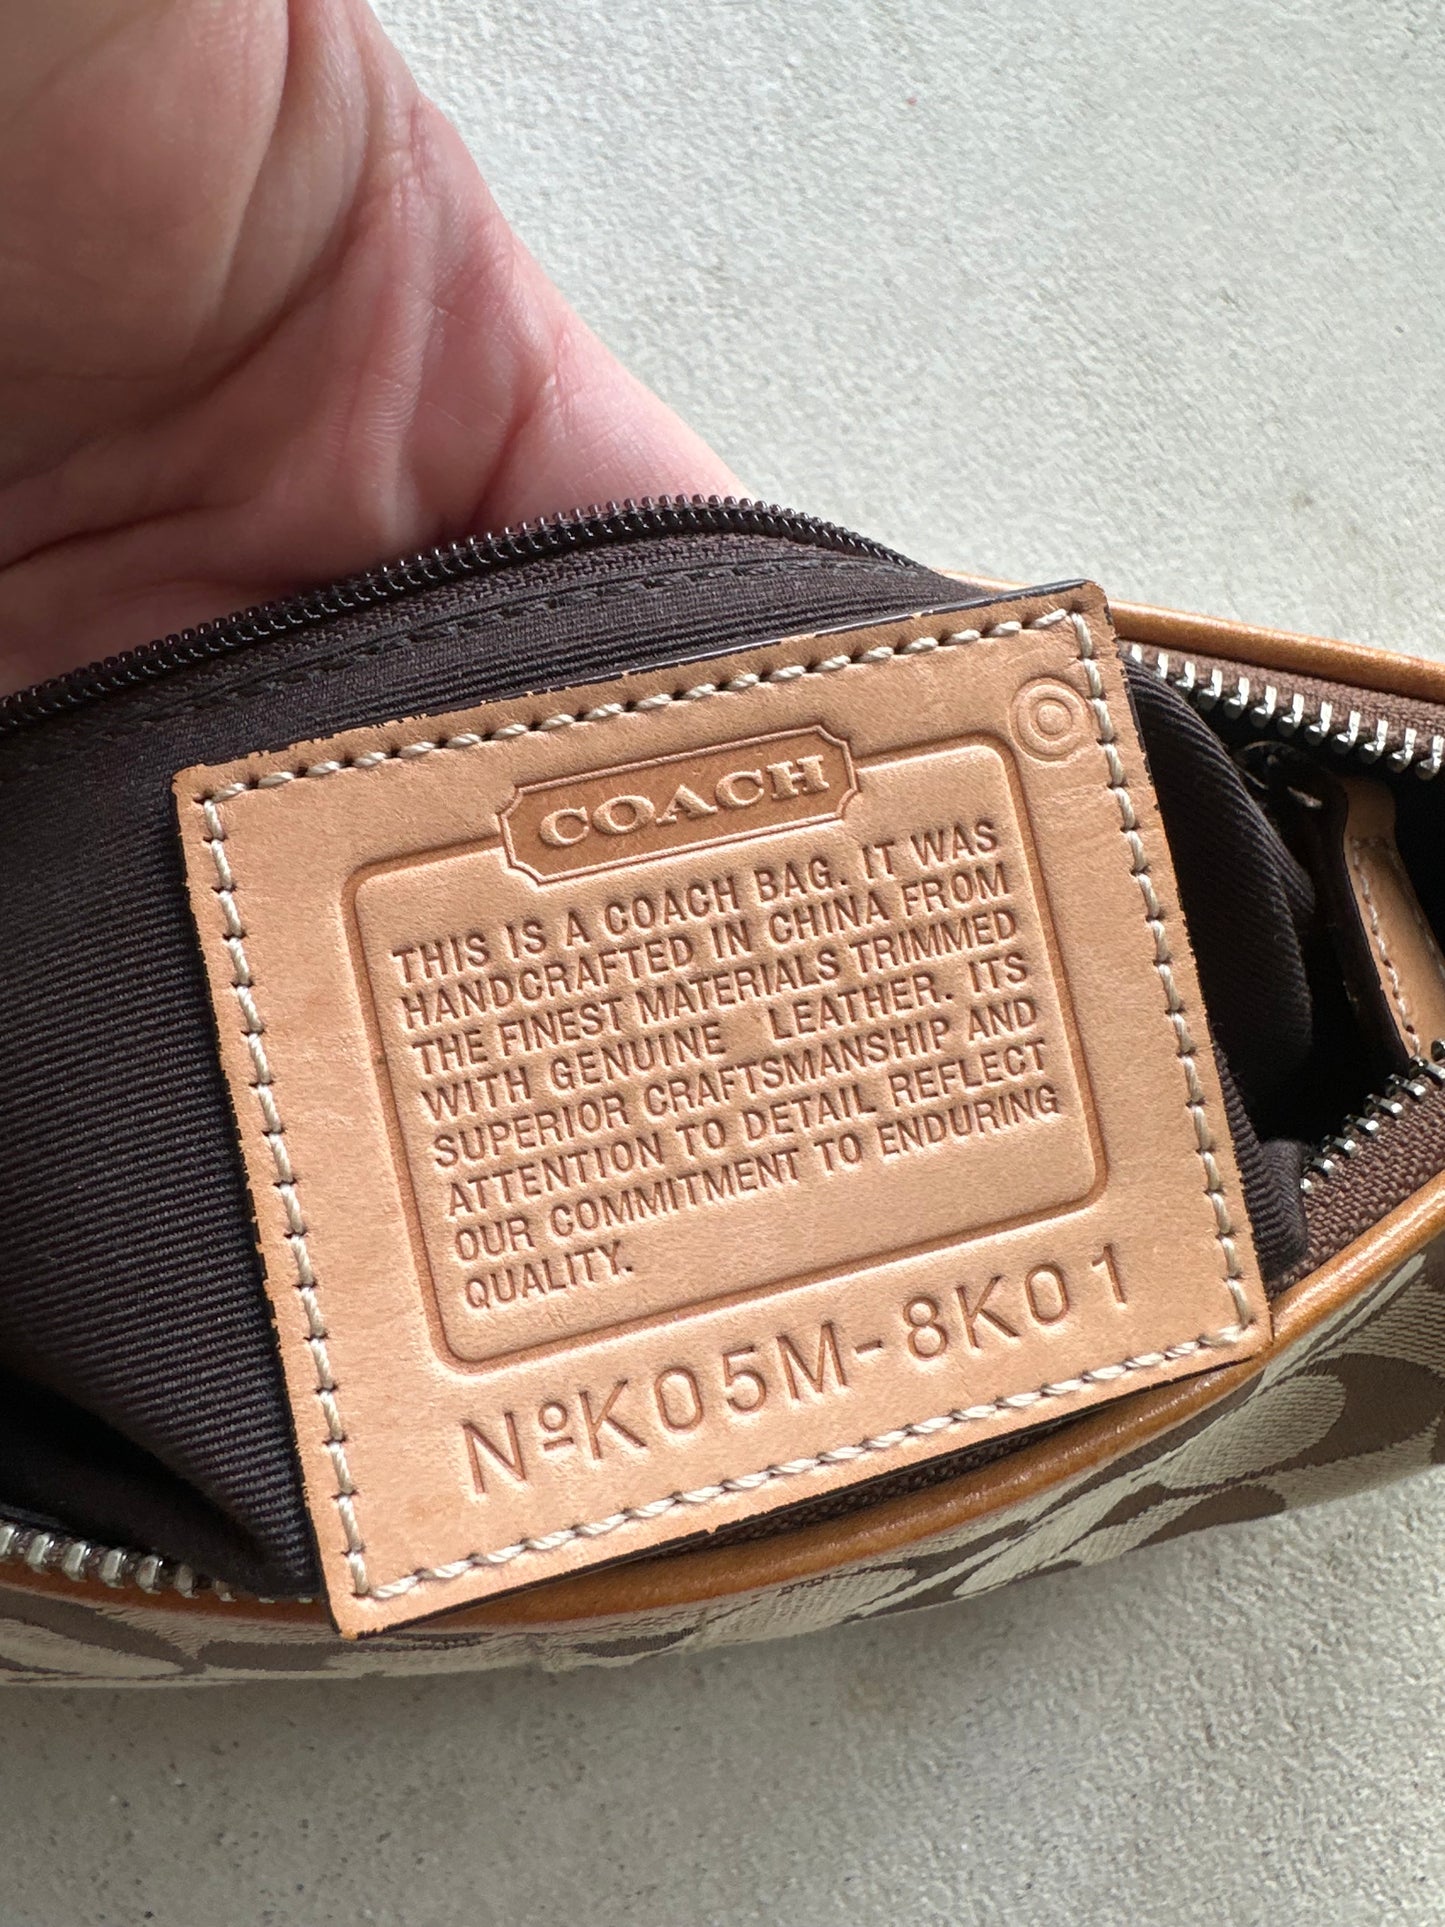 COACH
THIS IS A COACH BAG. IT WAS
HANDCRAFTED IN CHINA FROM
THE FINEST MATERIALS TRIMMED
WITH GENUINE LEATHER. ITS
SUPERIOR CRAFTSMANSHIP AND
ATTENTION TO DETAIL REFLECT
OUR COMMITMENT TO ENDURING
QUALITY.
NºK05M-8K01